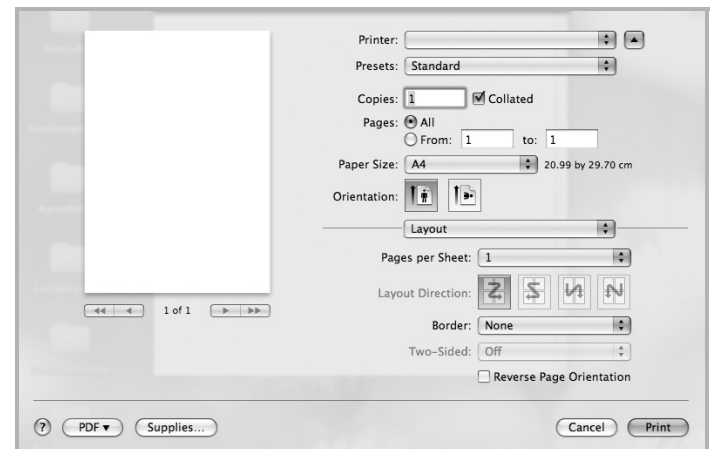 Printer:
Presets: Standard
Copies: 1 Collated
Pages: All
From: 1 to: 1
Paper Size: A4 20.99 by 29.70 cm
Orientation:
Layout
Pages per Sheet: 1
Layout Direction:
1 of 1
Border: None
Two-Sided: Off
Reverse Page Orientation
? PDF▼ Supplies... Cancel Print